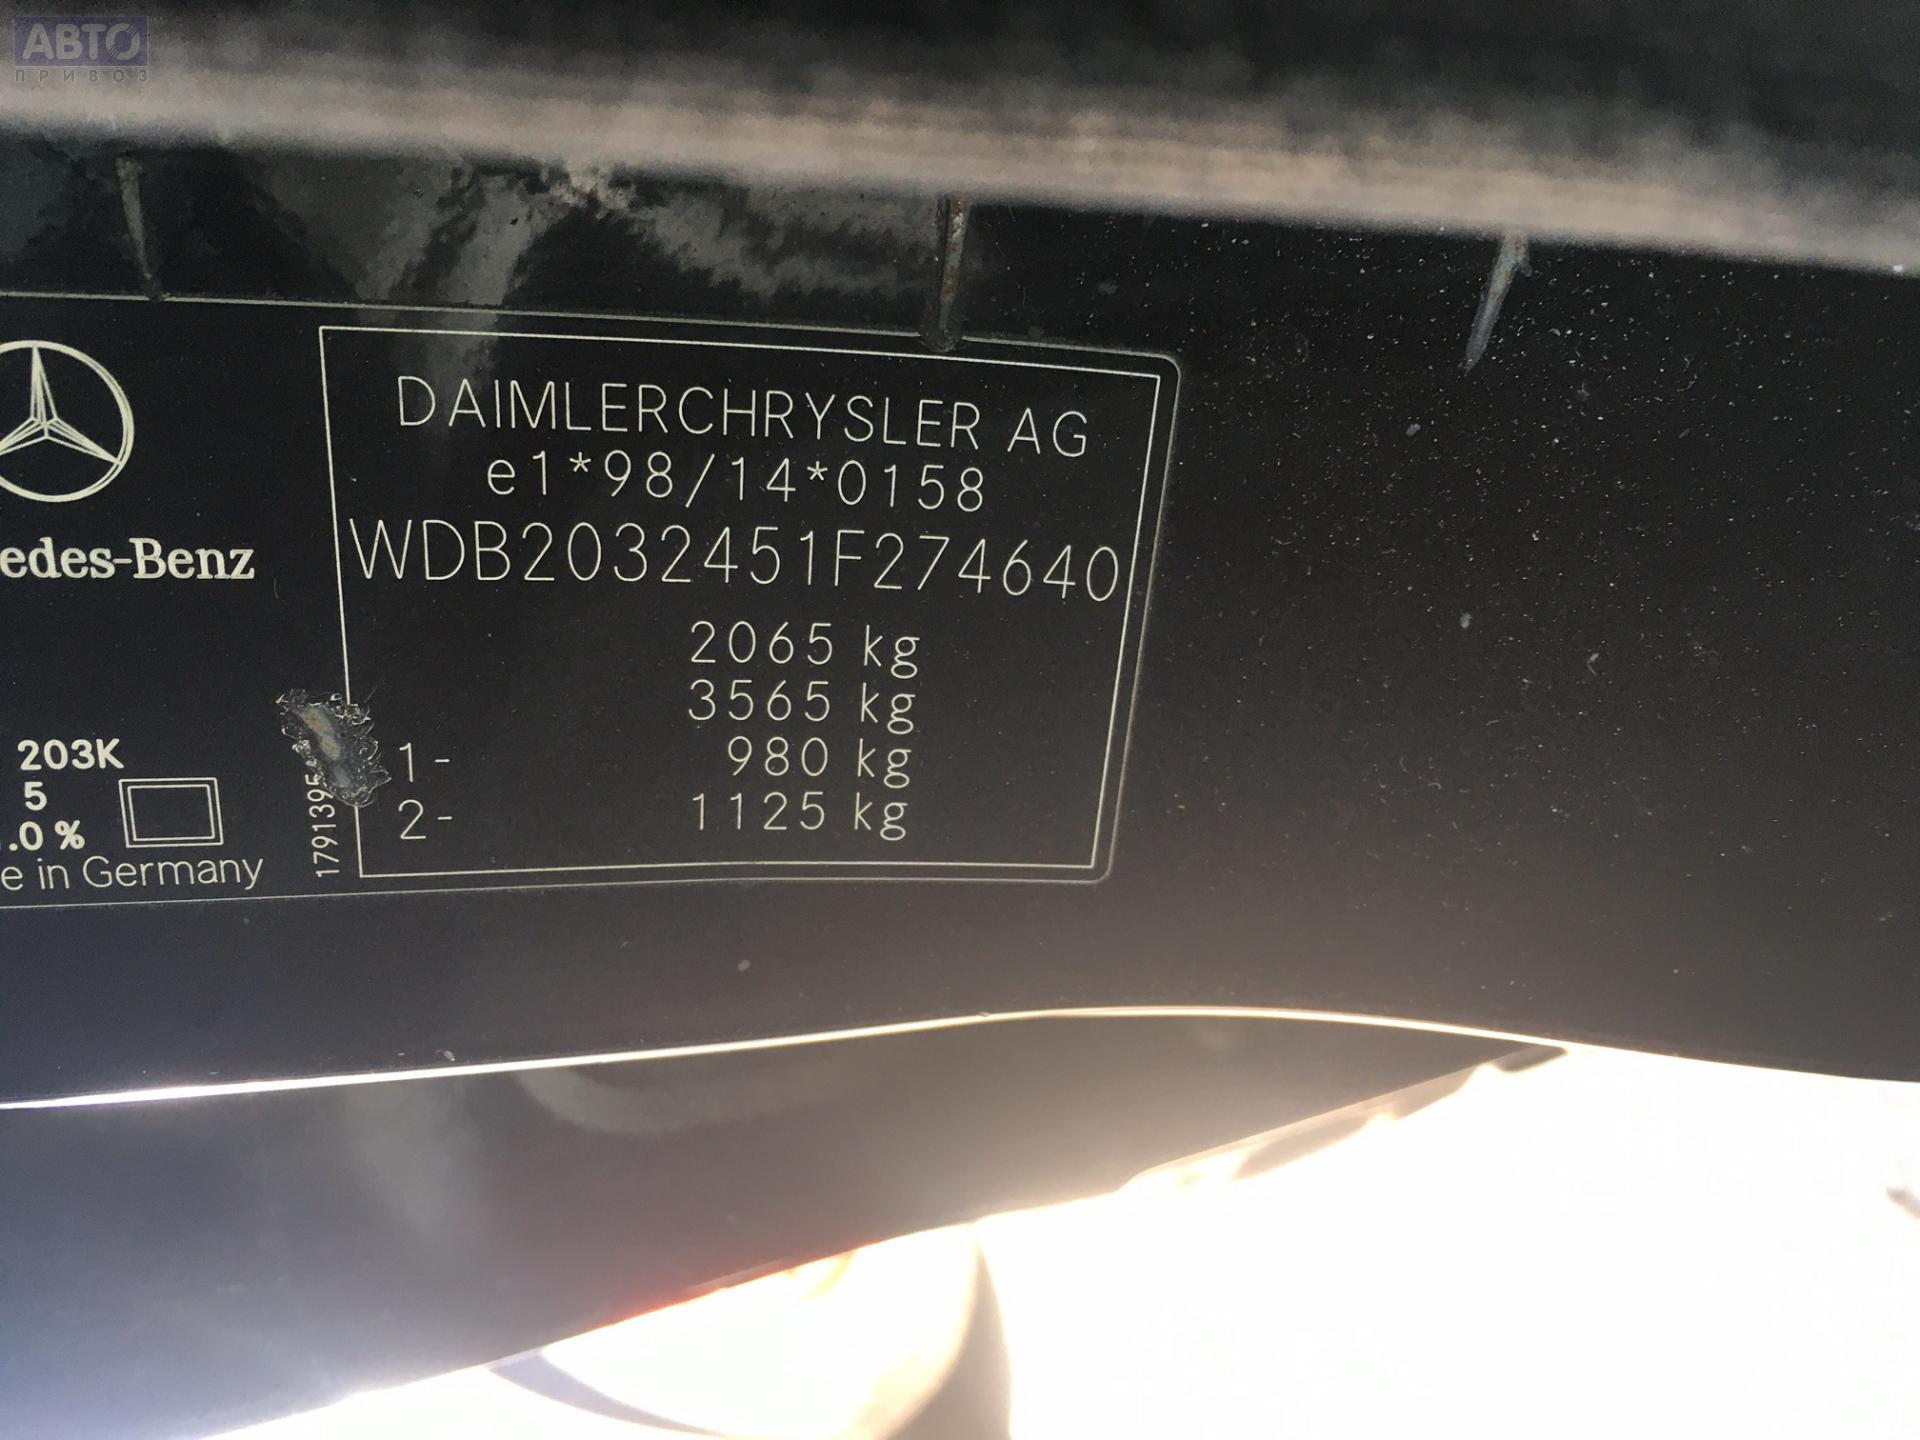 АВТО
ПРИВОЗ
DAIMLERCHRYSLER AG
e1*98/14*0158
WDB2032451F274640
edes-Benz
2065 kg
3565 kg
1- 980 kg
2- 1125 kg
203K
5
.0 %
e in Germany
1791395